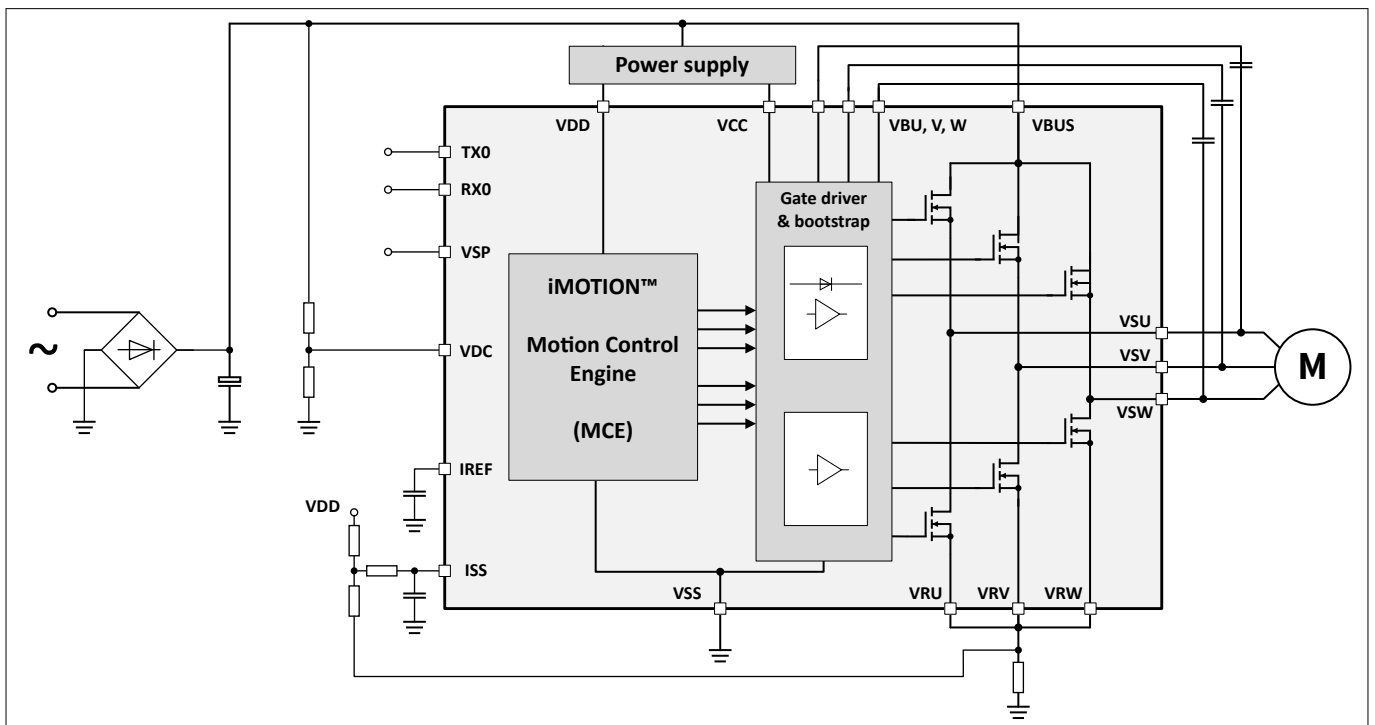 Power supply
VDD
VCC
VBU, V, W
VBUS
TX0
RX0
VSP
VDC
IREF
VDD
ISS
iMOTION™
Motion Control
Engine
(MCE)
Gate driver
& bootstrap
VSU
VSV
VSW
M
~
VSS
VRU
VRV
VRW